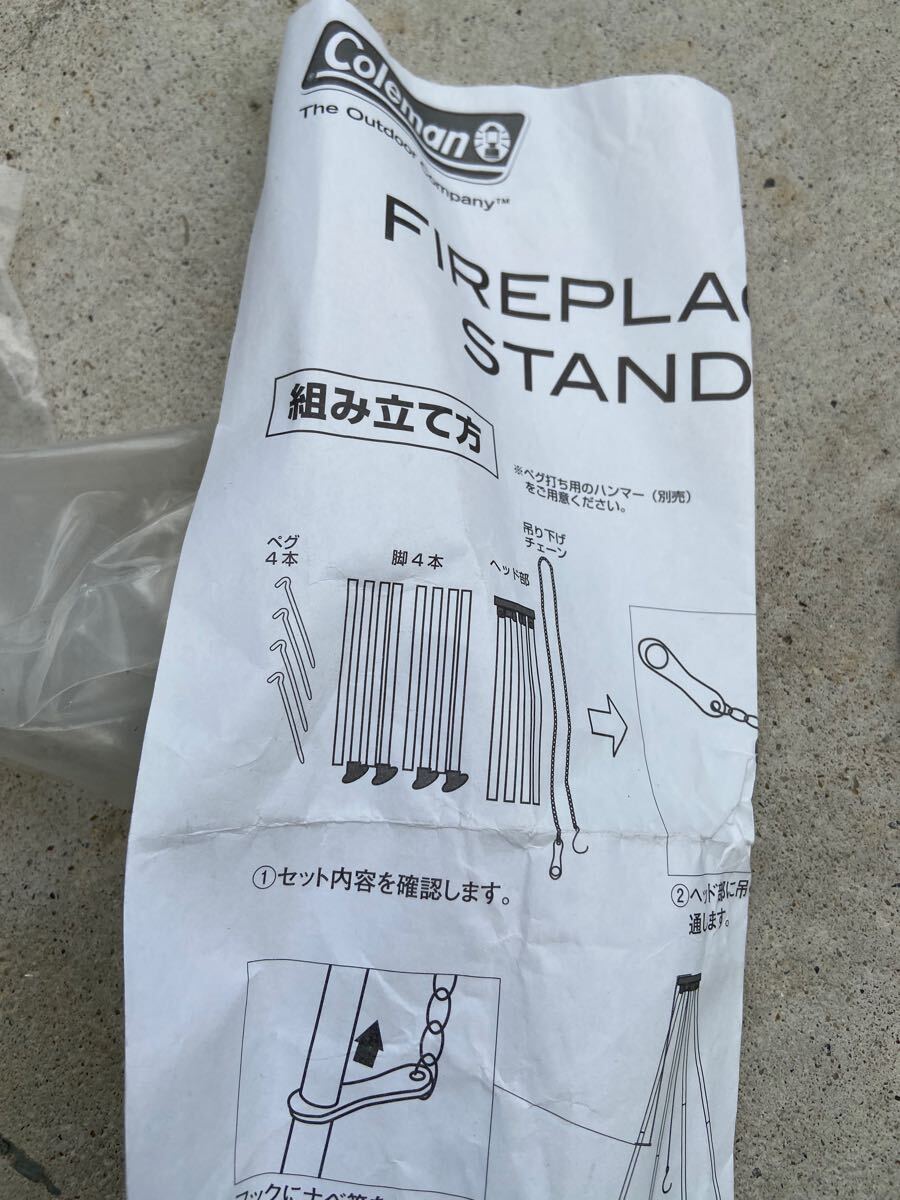 Coleman
The Outdoor Company™
FIREPLA
STAND
組み立て方
※ペグ打ち用のハンマー（別売）
をご用意ください。
ペグ
4本
脚4本
ヘッド部
吊り下げ
チェーン
①セット内容を確認します。
②ヘッド部に吊
通します。